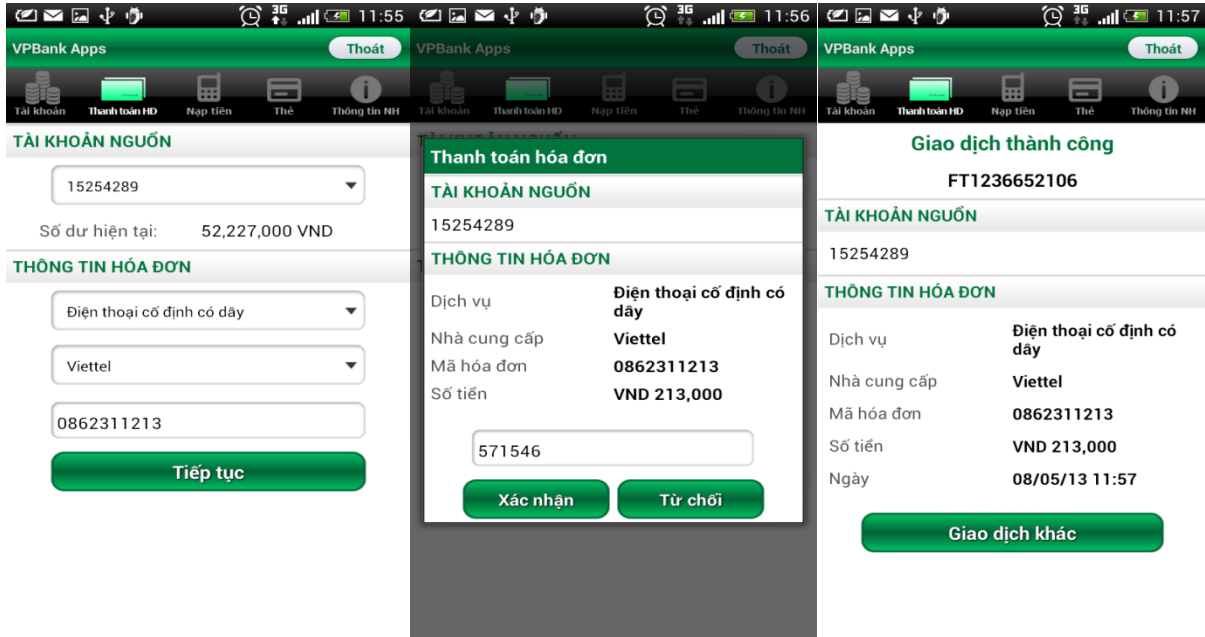 3G 11:55
VPBank Apps Thoát
Tài khoản Thanh toán HD Nạp tiền Thẻ Thông tin NH
TÀI KHOẢN NGUỒN
15254289
Số dư hiện tại: 52,227,000 VND
THÔNG TIN HÓA ĐƠN
Điện thoại cố định có dây
Viettel
0862311213
Tiếp tục
3G 11:56
VPBank Apps Thoát
Tài khoản Thanh toán HD Nạp tiền Thẻ Thông tin NH
Thanh toán hóa đơn
TÀI KHOẢN NGUỒN
15254289
THÔNG TIN HÓA ĐƠN
Dịch vụ Điện thoại cố định có
dây
Nhà cung cấp Viettel
Mã hóa đơn 0862311213
Số tiền VND 213,000
571546
Xác nhận Từ chối
3G 11:57
VPBank Apps Thoát
Tài khoản Thanh toán HD Nạp tiền Thẻ Thông tin NH
Giao dịch thành công
FT1236652106
TÀI KHOẢN NGUỒN
15254289
THÔNG TIN HÓA ĐƠN
Dịch vụ Điện thoại cố định có
dây
Nhà cung cấp Viettel
Mã hóa đơn 0862311213
Số tiền VND 213,000
Ngày 08/05/13 11:57
Giao dịch khác